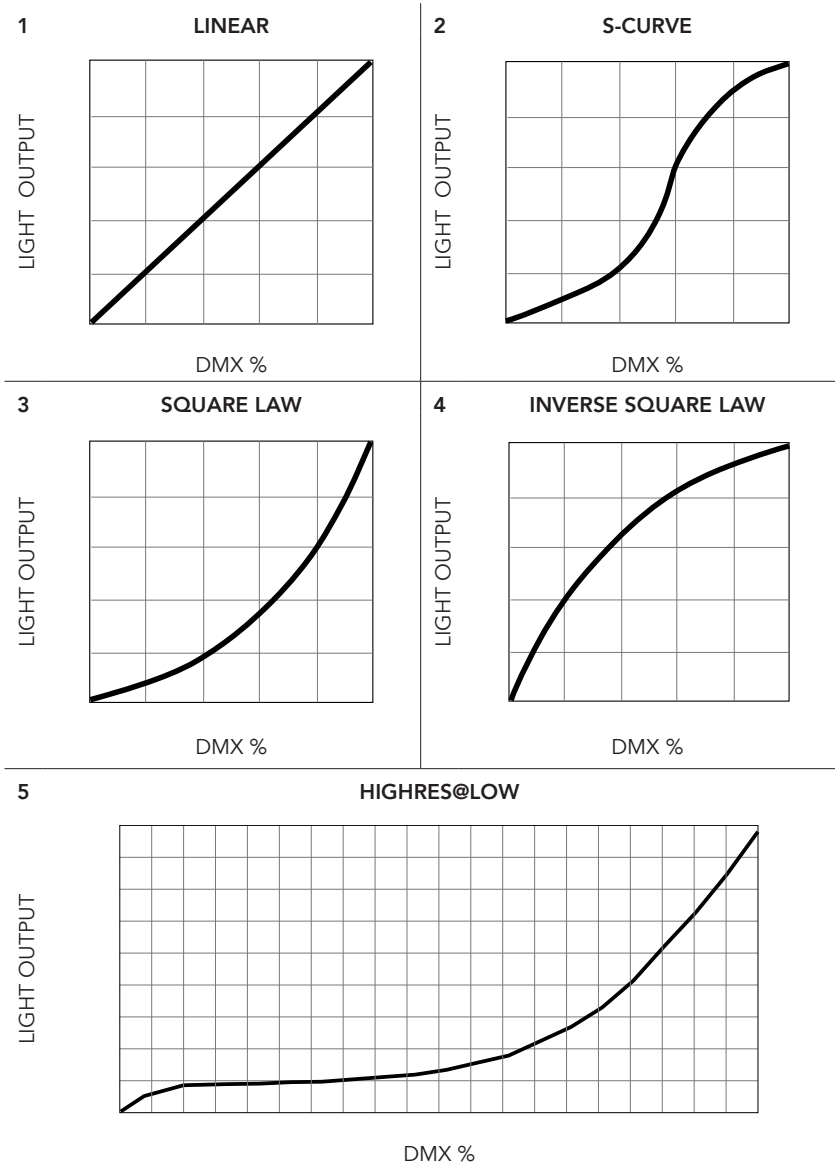 1 LINEAR
LIGHT OUTPUT
DMX %
2 S-CURVE
LIGHT OUTPUT
DMX %
3 SQUARE LAW
LIGHT OUTPUT
DMX %
4 INVERSE SQUARE LAW
LIGHT OUTPUT
DMX %
5 HIGHRES@LOW
LIGHT OUTPUT
DMX %